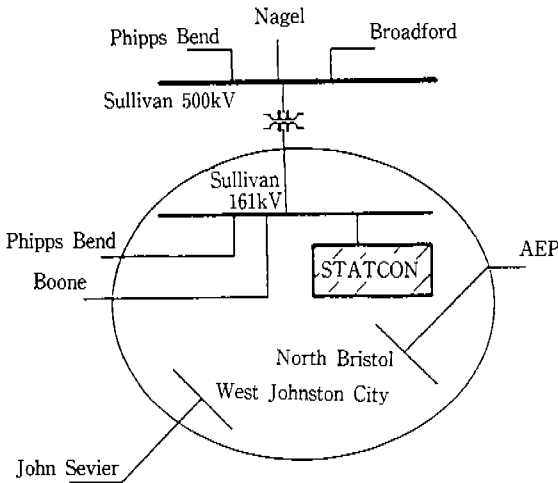 Nagel
Phipps Bend
Broadford
Sullivan 500kV
Sullivan
161kV
Phipps Bend
Boone
STATCON
AEP
North Bristol
West Johnston City
John Sevier